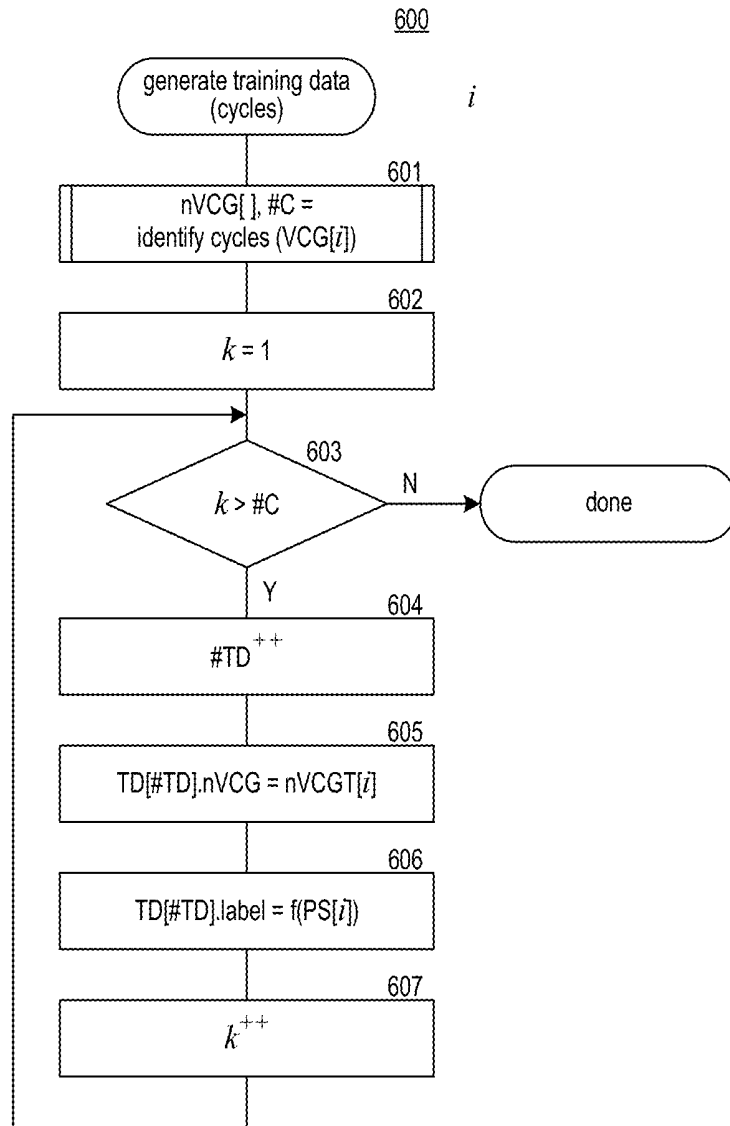 600
generate training data
(cycles)
i
601
nVCG[ ], #C =
identify cycles (VCG[i])
602
k = 1
603
k > #C
N
done
Y
604
#TD++
605
TD[#TD].nVCG = nVCGT[i]
606
TD[#TD].label = f(PS[i])
607
k++